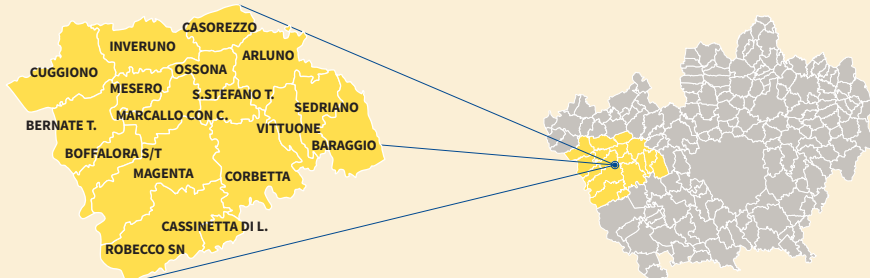 CASOREZZO
INVERUNO
ARLUNO
CUGGIONO
OSSONA
MESERO
S.STEFANO T.
SEDRIANO
MARCALLO CON C.
BERNATE T.
VITTUONE
BARAGGIO
BOFFALORA S/T
MAGENTA
CORBETTA
CASSINETTA DI L.
ROBECCO SN